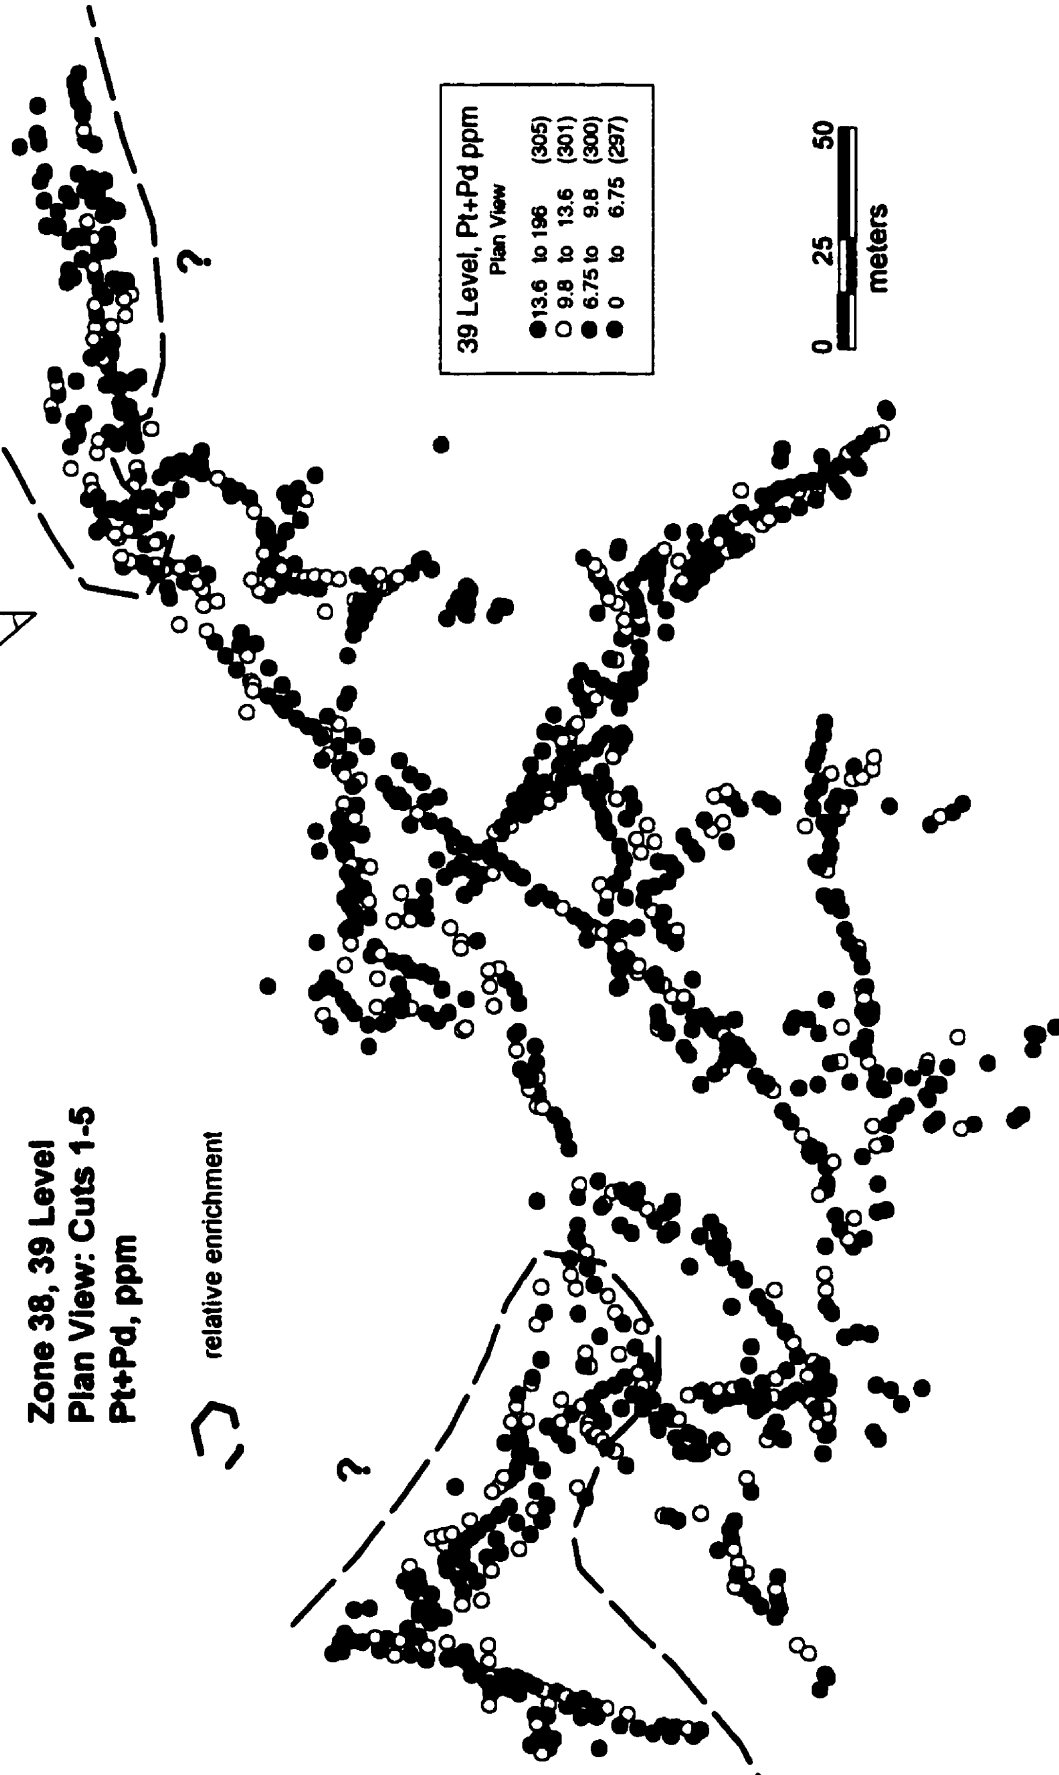 Zone 38, 39 Level
Plan View: Cuts 1-5
Pt+Pd, ppm
relative enrichment
?
?
39 Level, Pt+Pd ppm
Plan View
13.6 to 196 (305)
9.8 to 13.6 (301)
6.75 to 9.8 (300)
0 to 6.75 (297)
0 25 50
meters